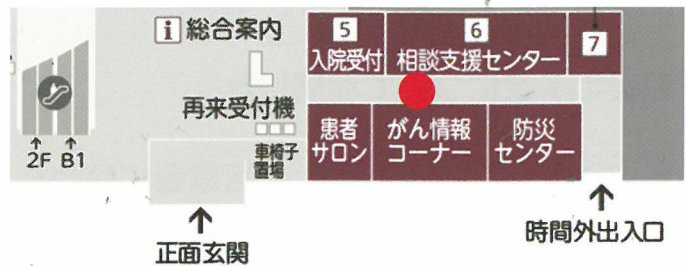 i 総合案内
5
入院受付
6
相談支援センター
7
再来受付機
車椅子
置場
患者
サロン
がん情報
コーナー
防災
センター
2F B1
正面玄関
時間外出入口